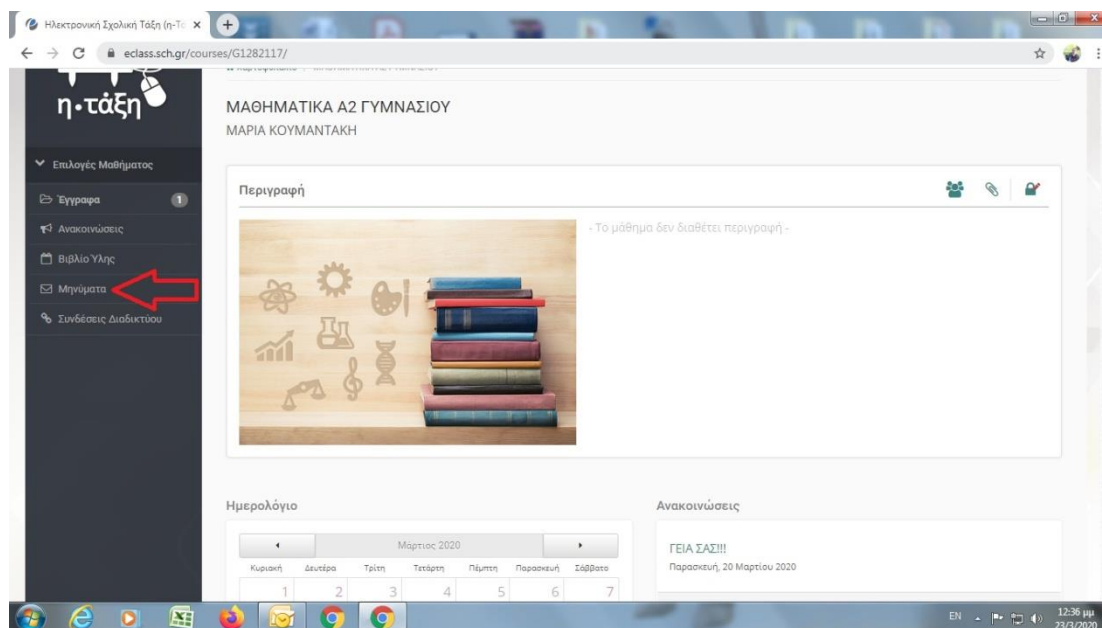 Ηλεκτρονική Σχολική Τάξη (η-Τά
eclass.sch.gr/courses/G1282117/
η·τάξη
ΜΑΘΗΜΑΤΙΚΑ Α2 ΓΥΜΝΑΣΙΟΥ
ΜΑΡΙΑ ΚΟΥΜΑΝΤΑΚΗ
Επιλογές Μαθήματος
Έγγραφα 1
Ανακοινώσεις
Βιβλίο Ύλης
Μηνύματα
Συνδέσεις Διαδικτύου
Περιγραφή
- Το μάθημα δεν διαθέτει περιγραφή -
Ημερολόγιο
Μάρτιος 2020
Κυριακή Δευτέρα Τρίτη Τετάρτη Πέμπτη Παρασκευή Σάββατο
1 2 3 4 5 6 7
Ανακοινώσεις
ΓΕΙΑ ΣΑΣ!!!
Παρασκευή, 20 Μαρτίου 2020
EN
12:36 μμ
23/3/2020